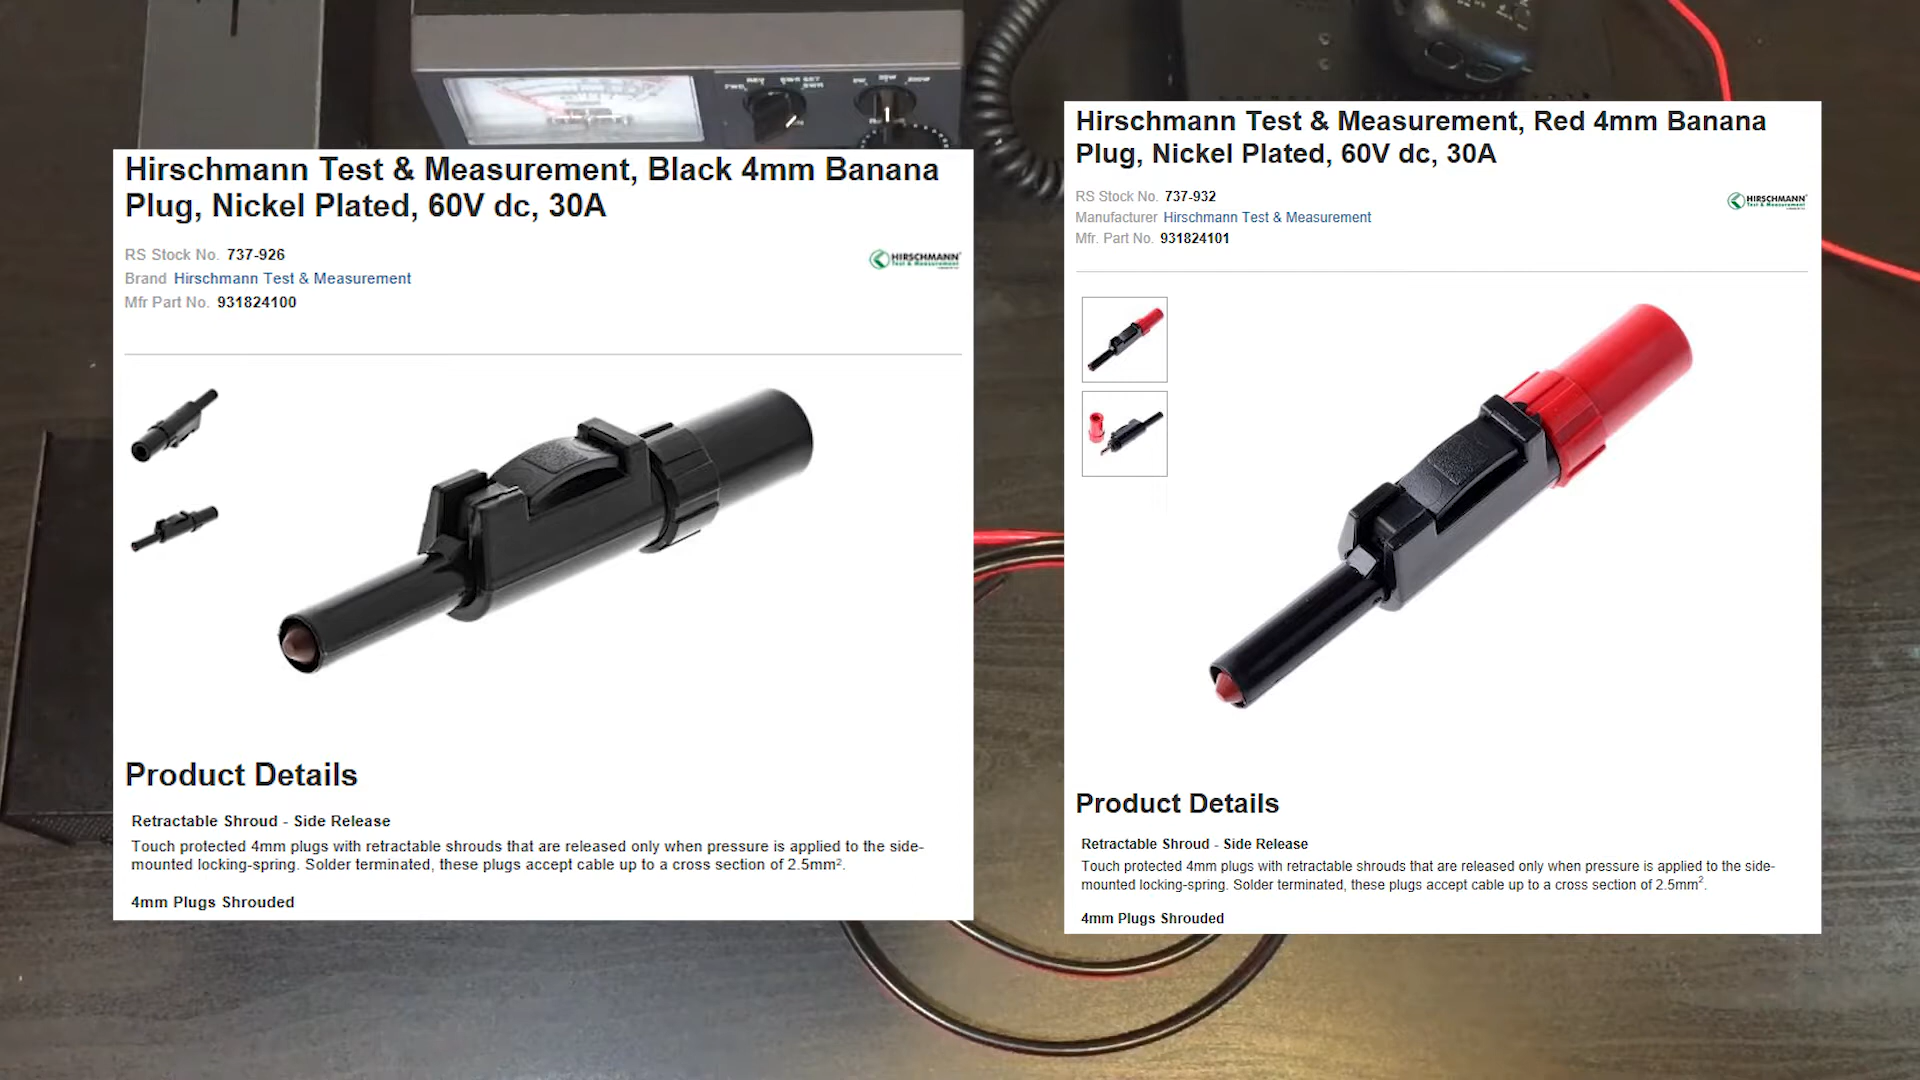 Hirschmann Test & Measurement, Black 4mm Banana
Plug, Nickel Plated, 60V dc, 30A
RS Stock No. 737-926
Brand Hirschmann Test & Measurement
Mfr Part No. 931824100
HIRSCHMANN
Test & Measurement
Product Details
Retractable Shroud - Side Release
Touch protected 4mm plugs with retractable shrouds that are released only when pressure is applied to the side-
mounted locking-spring. Solder terminated, these plugs accept cable up to a cross section of 2.5mm².
4mm Plugs Shrouded
Hirschmann Test & Measurement, Red 4mm Banana
Plug, Nickel Plated, 60V dc, 30A
RS Stock No. 737-932
Manufacturer Hirschmann Test & Measurement
Mfr. Part No. 931824101
HIRSCHMANN
Test & Measurement
Product Details
Retractable Shroud - Side Release
Touch protected 4mm plugs with retractable shrouds that are released only when pressure is applied to the side-
mounted locking-spring. Solder terminated, these plugs accept cable up to a cross section of 2.5mm².
4mm Plugs Shrouded